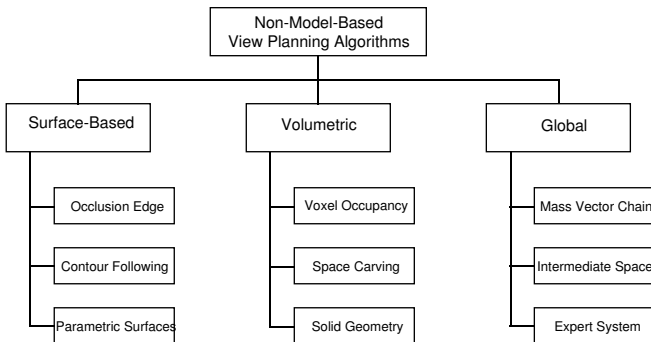 Non-Model-Based
View Planning Algorithms
Surface-Based
Volumetric
Global
Occlusion Edge
Voxel Occupancy
Mass Vector Chain
Contour Following
Space Carving
Intermediate Space
Parametric Surfaces
Solid Geometry
Expert System